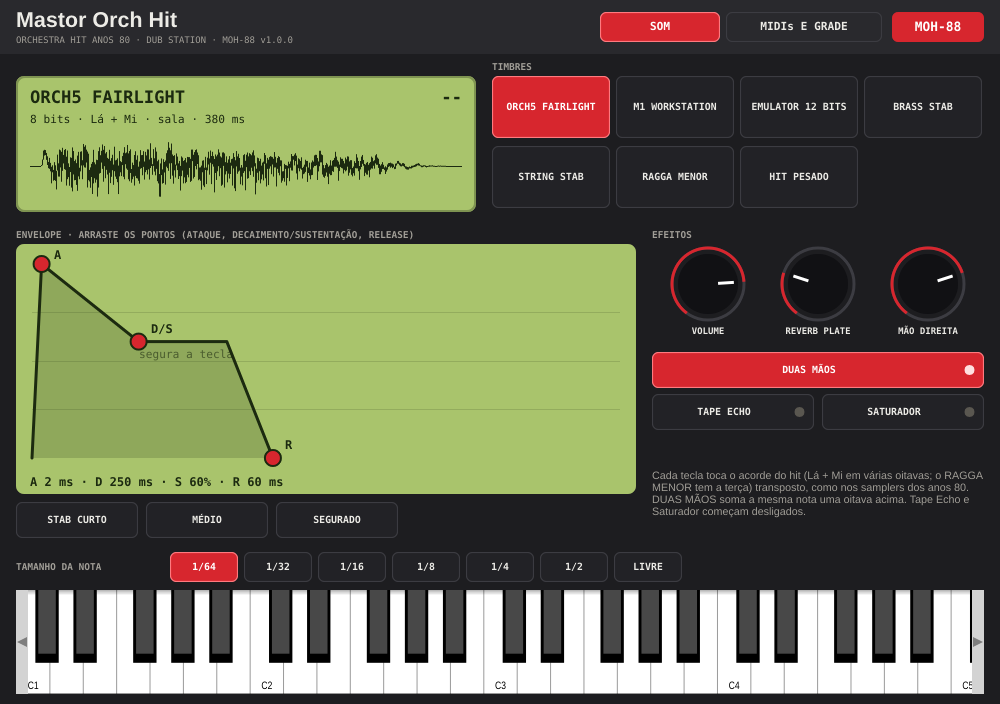 Mastor Orch Hit
ORCHESTRA HIT ANOS 80 · DUB STATION · MOH-88 v1.0.0
SOM
MIDIs E GRADE
MOH-88
ORCH5 FAIRLIGHT
--
8 bits · Lá + Mi · sala · 380 ms
TIMBRES
ORCH5 FAIRLIGHT
M1 WORKSTATION
EMULATOR 12 BITS
BRASS STAB
STRING STAB
RAGGA MENOR
HIT PESADO
ENVELOPE · ARRASTE OS PONTOS (ATAQUE, DECAIMENTO/SUSTENTAÇÃO, RELEASE)
A
D/S
segura a tecla
R
A 2 ms · D 250 ms · S 60% · R 60 ms
EFEITOS
VOLUME
REVERB PLATE
MÃO DIREITA
DUAS MÃOS
TAPE ECHO
SATURADOR
Cada tecla toca o acorde do hit (Lá + Mi em várias oitavas; o RAGGA
MENOR tem a terça) transposto, como nos samplers dos anos 80.
DUAS MÃOS soma a mesma nota uma oitava acima. Tape Echo e
Saturador começam desligados.
STAB CURTO
MÉDIO
SEGURADO
TAMANHO DA NOTA
1/64
1/32
1/16
1/8
1/4
1/2
LIVRE
C1
C2
C3
C4
C5